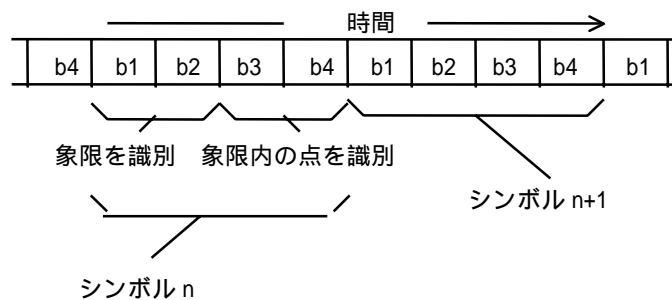 時間
b4 b1 b2 b3 b4 b1 b2 b3 b4 b1
象限を識別 象限内の点を識別
シンボル n+1
シンボル n